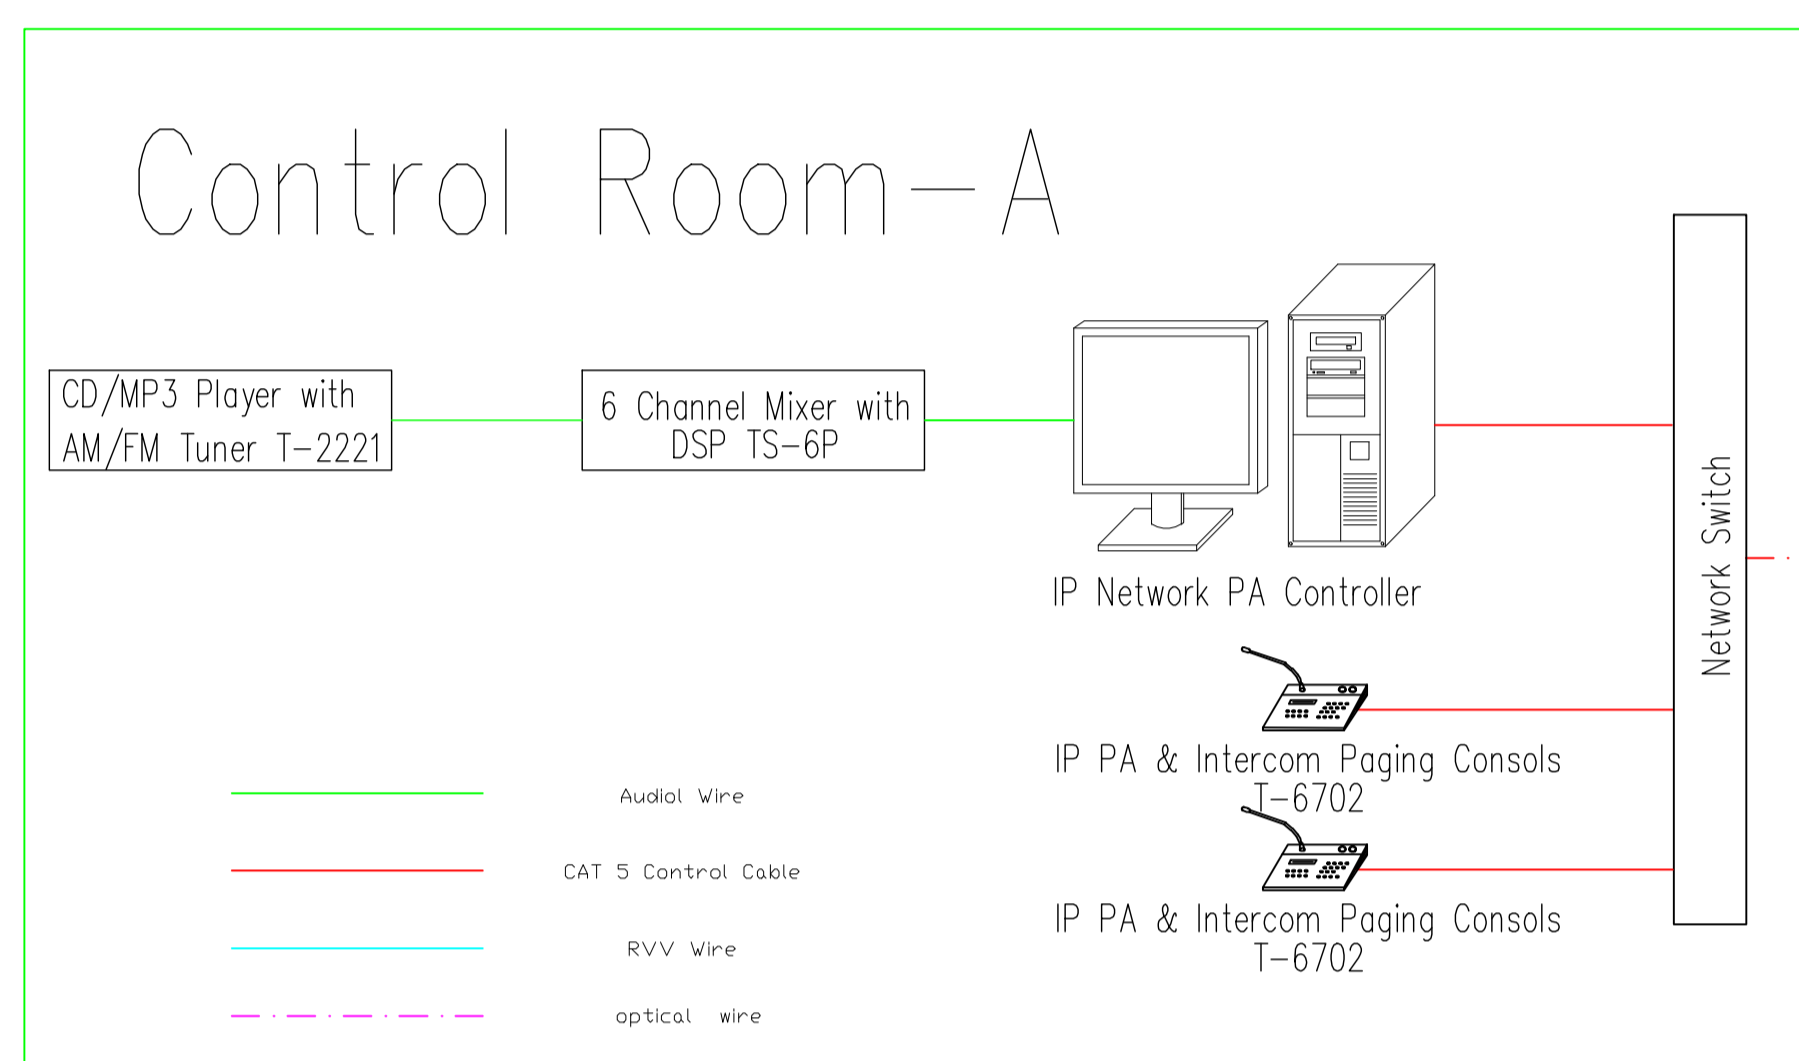 Control Room-A
CD/MP3 Player with
AM/FM Tuner T-2221
6 Channel Mixer with
DSP TS-6P
IP Network PA Controller
Network Switch
IP PA & Intercom Paging Consols
T-6702
IP PA & Intercom Paging Consols
T-6702
Audiol Wire
CAT 5 Control Cable
RVV Wire
optical wire